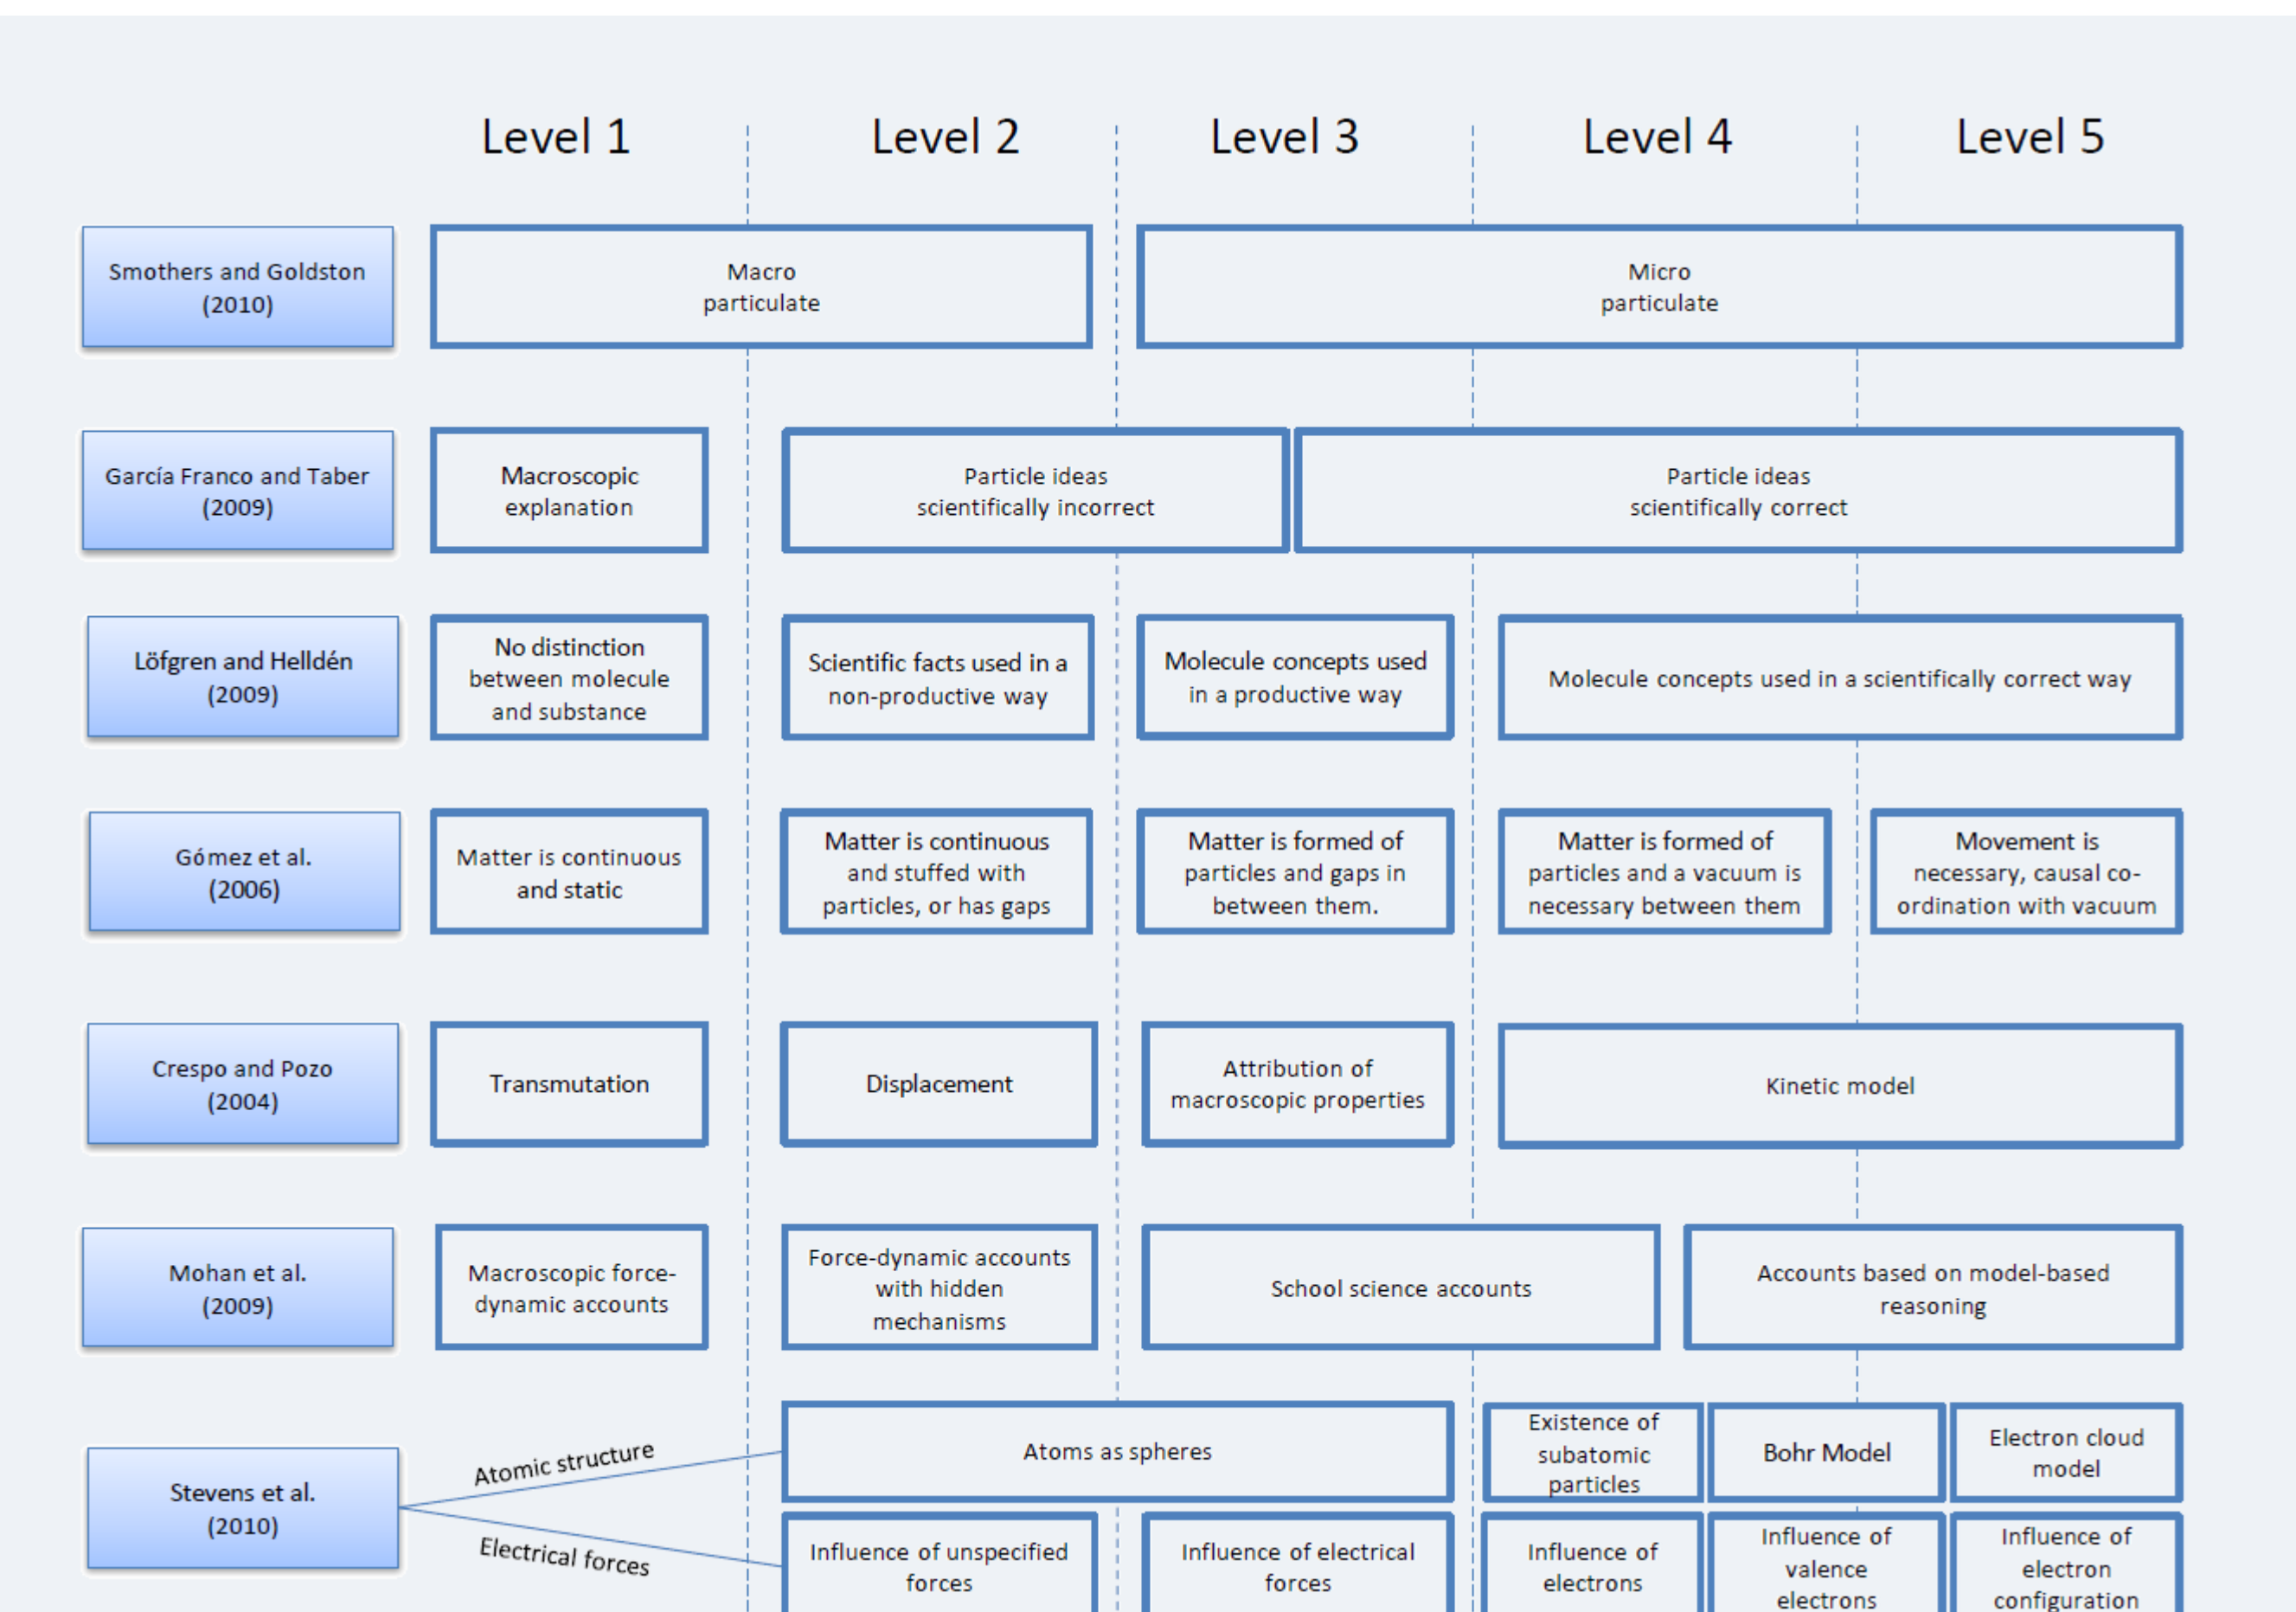 Level 1
Level 2
Level 3
Level 4
Level 5
Smothers and Goldston
(2010)
Macro
particulate
Micro
particulate
García Franco and Taber
(2009)
Macroscopic
explanation
Particle ideas
scientifically incorrect
Particle ideas
scientifically correct
Löfgren and Helldén
(2009)
No distinction
between molecule
and substance
Scientific facts used in a
non-productive way
Molecule concepts used
in a productive way
Molecule concepts used in a scientifically correct way
Gómez et al.
(2006)
Matter is continuous
and static
Matter is continuous
and stuffed with
particles, or has gaps
Matter is formed of
particles and gaps in
between them.
Matter is formed of
particles and a vacuum is
necessary between them
Movement is
necessary, causal co-
ordination with vacuum
Crespo and Pozo
(2004)
Transmutation
Displacement
Attribution of
macroscopic properties
Kinetic model
Mohan et al.
(2009)
Macroscopic force-
dynamic accounts
Force-dynamic accounts
with hidden
mechanisms
School science accounts
Accounts based on model-based
reasoning
Stevens et al.
(2010)
Atomic structure
Atoms as spheres
Existence of
subatomic
particles
Bohr Model
Electron cloud
model
Electrical forces
Influence of unspecified
forces
Influence of electrical
forces
Influence of
electrons
Influence of
valence
electrons
Influence of
electron
configuration